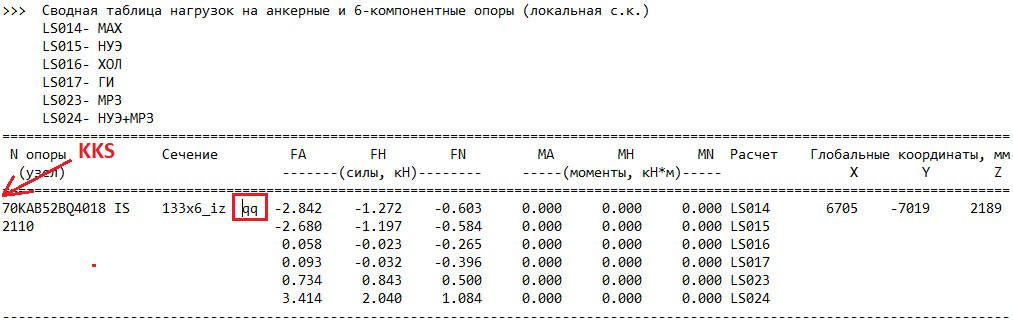 >>>  Сводная таблица нагрузок на анкерные и 6-компонентные опоры (локальная с.к.)
LS014- МАХ
LS015- НУЭ
LS016- ХОЛ
LS017- ГИ
LS023- МРЗ
LS024- НУЭ+МРЗ
N опоры KKS Сечение FA FH FN MA MH MN Расчет Глобальные координаты, мм
(узел) -------(силы, кН)------- -----(моменты, кН*м)----- X Y Z
70KAB52BQ4018 IS 133x6_iz qq -2.842 -1.272 -0.603 0.000 0.000 0.000 LS014 6705 -7019 2189
2110 -2.680 -1.197 -0.584 0.000 0.000 0.000 LS015
0.058 -0.023 -0.265 0.000 0.000 0.000 LS016
0.093 -0.032 -0.396 0.000 0.000 0.000 LS017
0.734 0.843 0.500 0.000 0.000 0.000 LS023
3.414 2.040 1.084 0.000 0.000 0.000 LS024